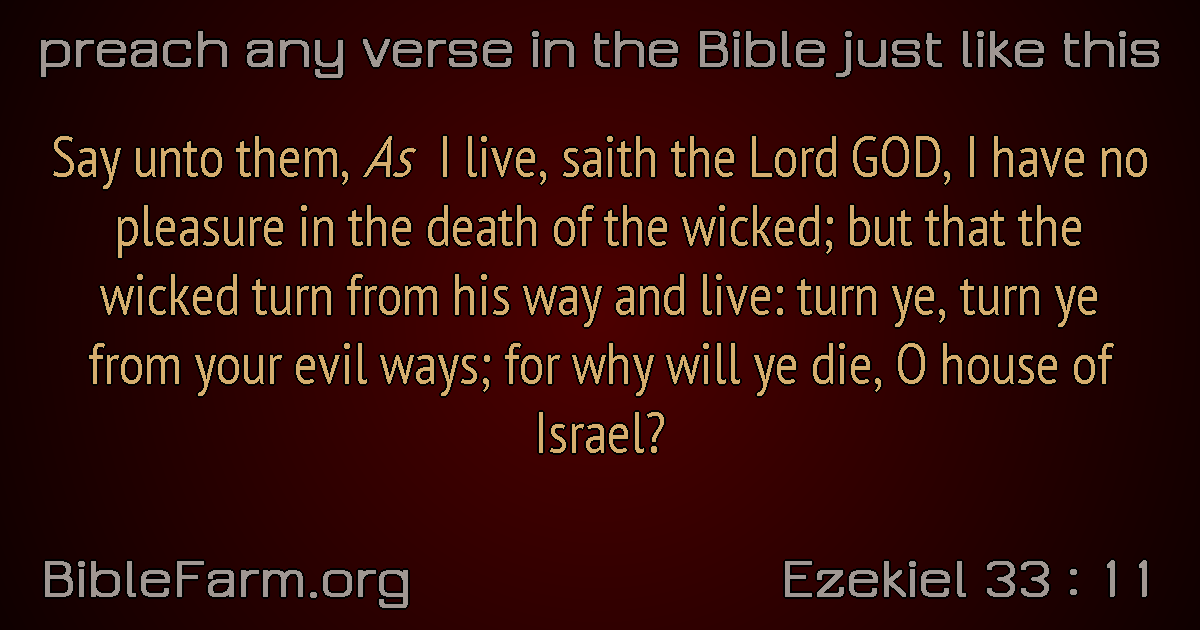 preach any verse in the Bible just like this
Say unto them, As I live, saith the Lord GOD, I have no
pleasure in the death of the wicked; but that the
wicked turn from his way and live: turn ye, turn ye
from your evil ways; for why will ye die, O house of
Israel?
BibleFarm.org
Ezekiel 33 : 11